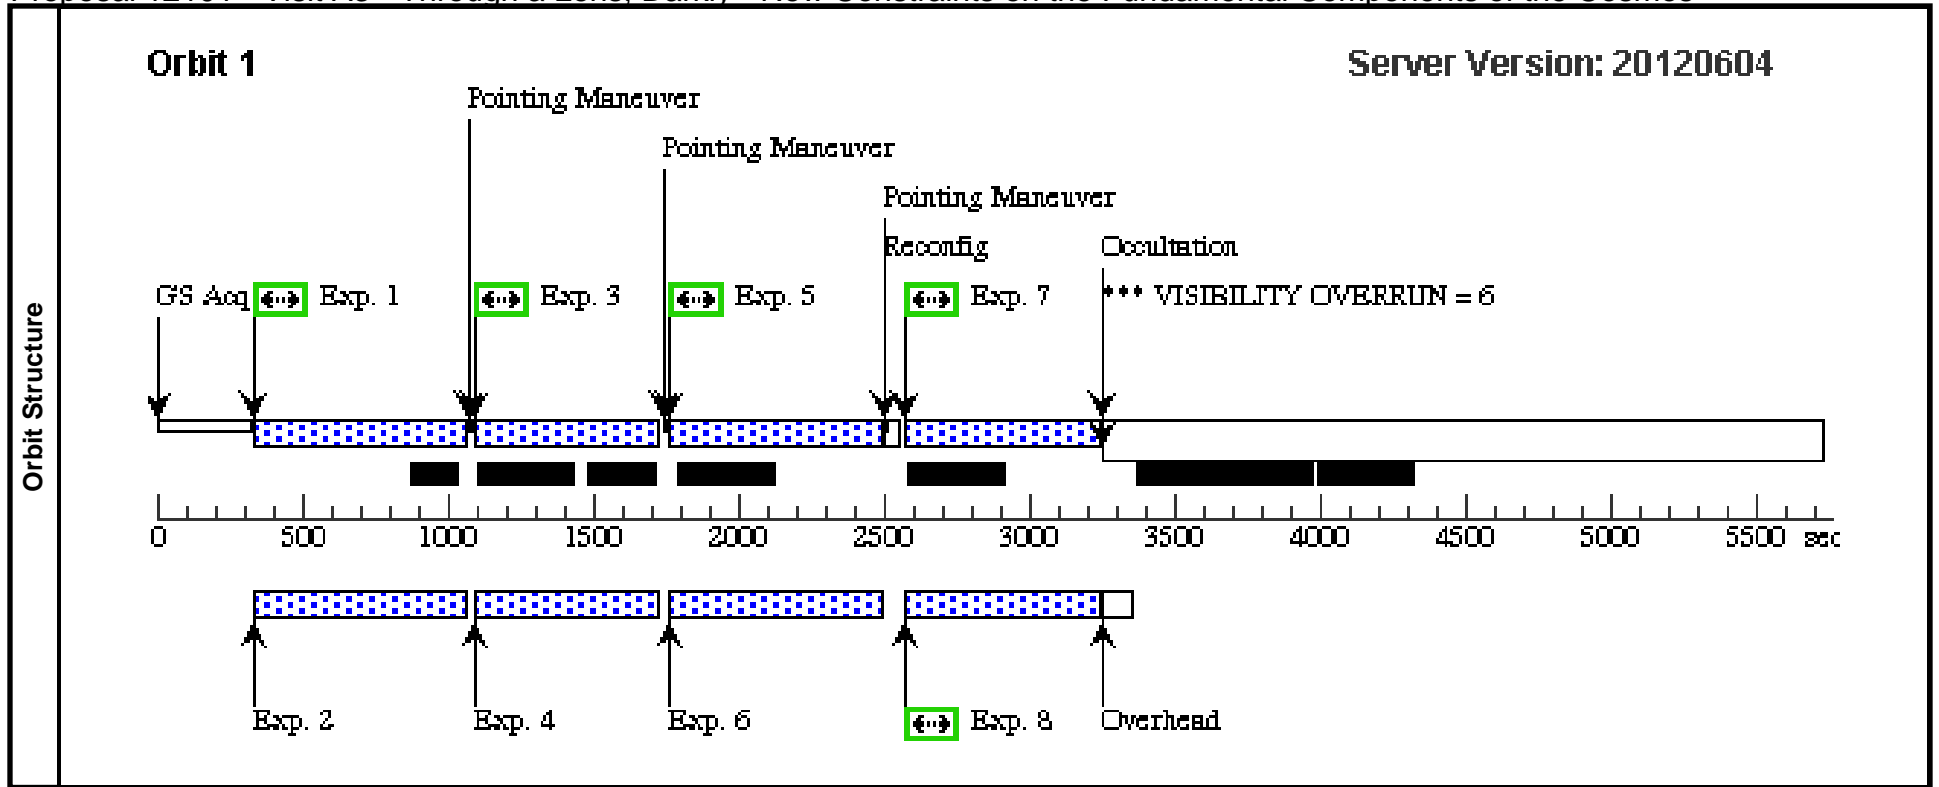 Orbit 1
Server Version: 20120604
Pointing Maneuver
Pointing Maneuver
Pointing Maneuver
Reconfig
Occultation
GS Acq
Exp. 1
Exp. 3
Exp. 5
Exp. 7
*** VISIBILITY OVERRUN = 6
Orbit Structure
0 500 1000 1500 2000 2500 3000 3500 4000 4500 5000 5500 sec
Exp. 2
Exp. 4
Exp. 6
Exp. 8
Overhead